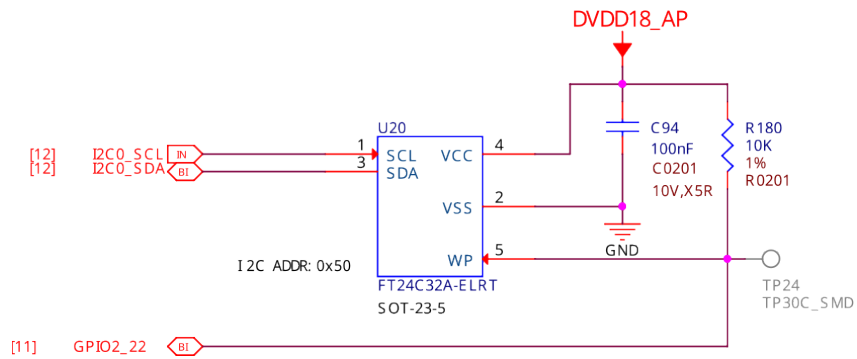 DVDD18_AP
U20
C94
100nF
C0201
10V,X5R
R180
10K
1%
R0201
[12] I2C0_SCL IN 1 SCL VCC 4
[12] I2C0_SDA BI 3 SDA
VSS 2
GND
I2C ADDR: 0x50
WP 5
FT24C32A-ELRT
SOT-23-5
TP24
TP30C_SMD
[11] GPIO2_22 BI